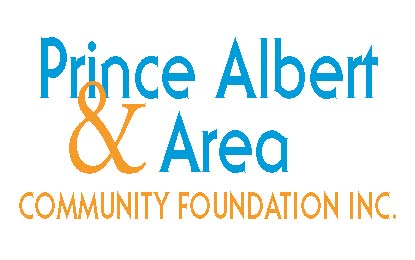 Prince Albert
& Area
COMMUNITY FOUNDATION INC.